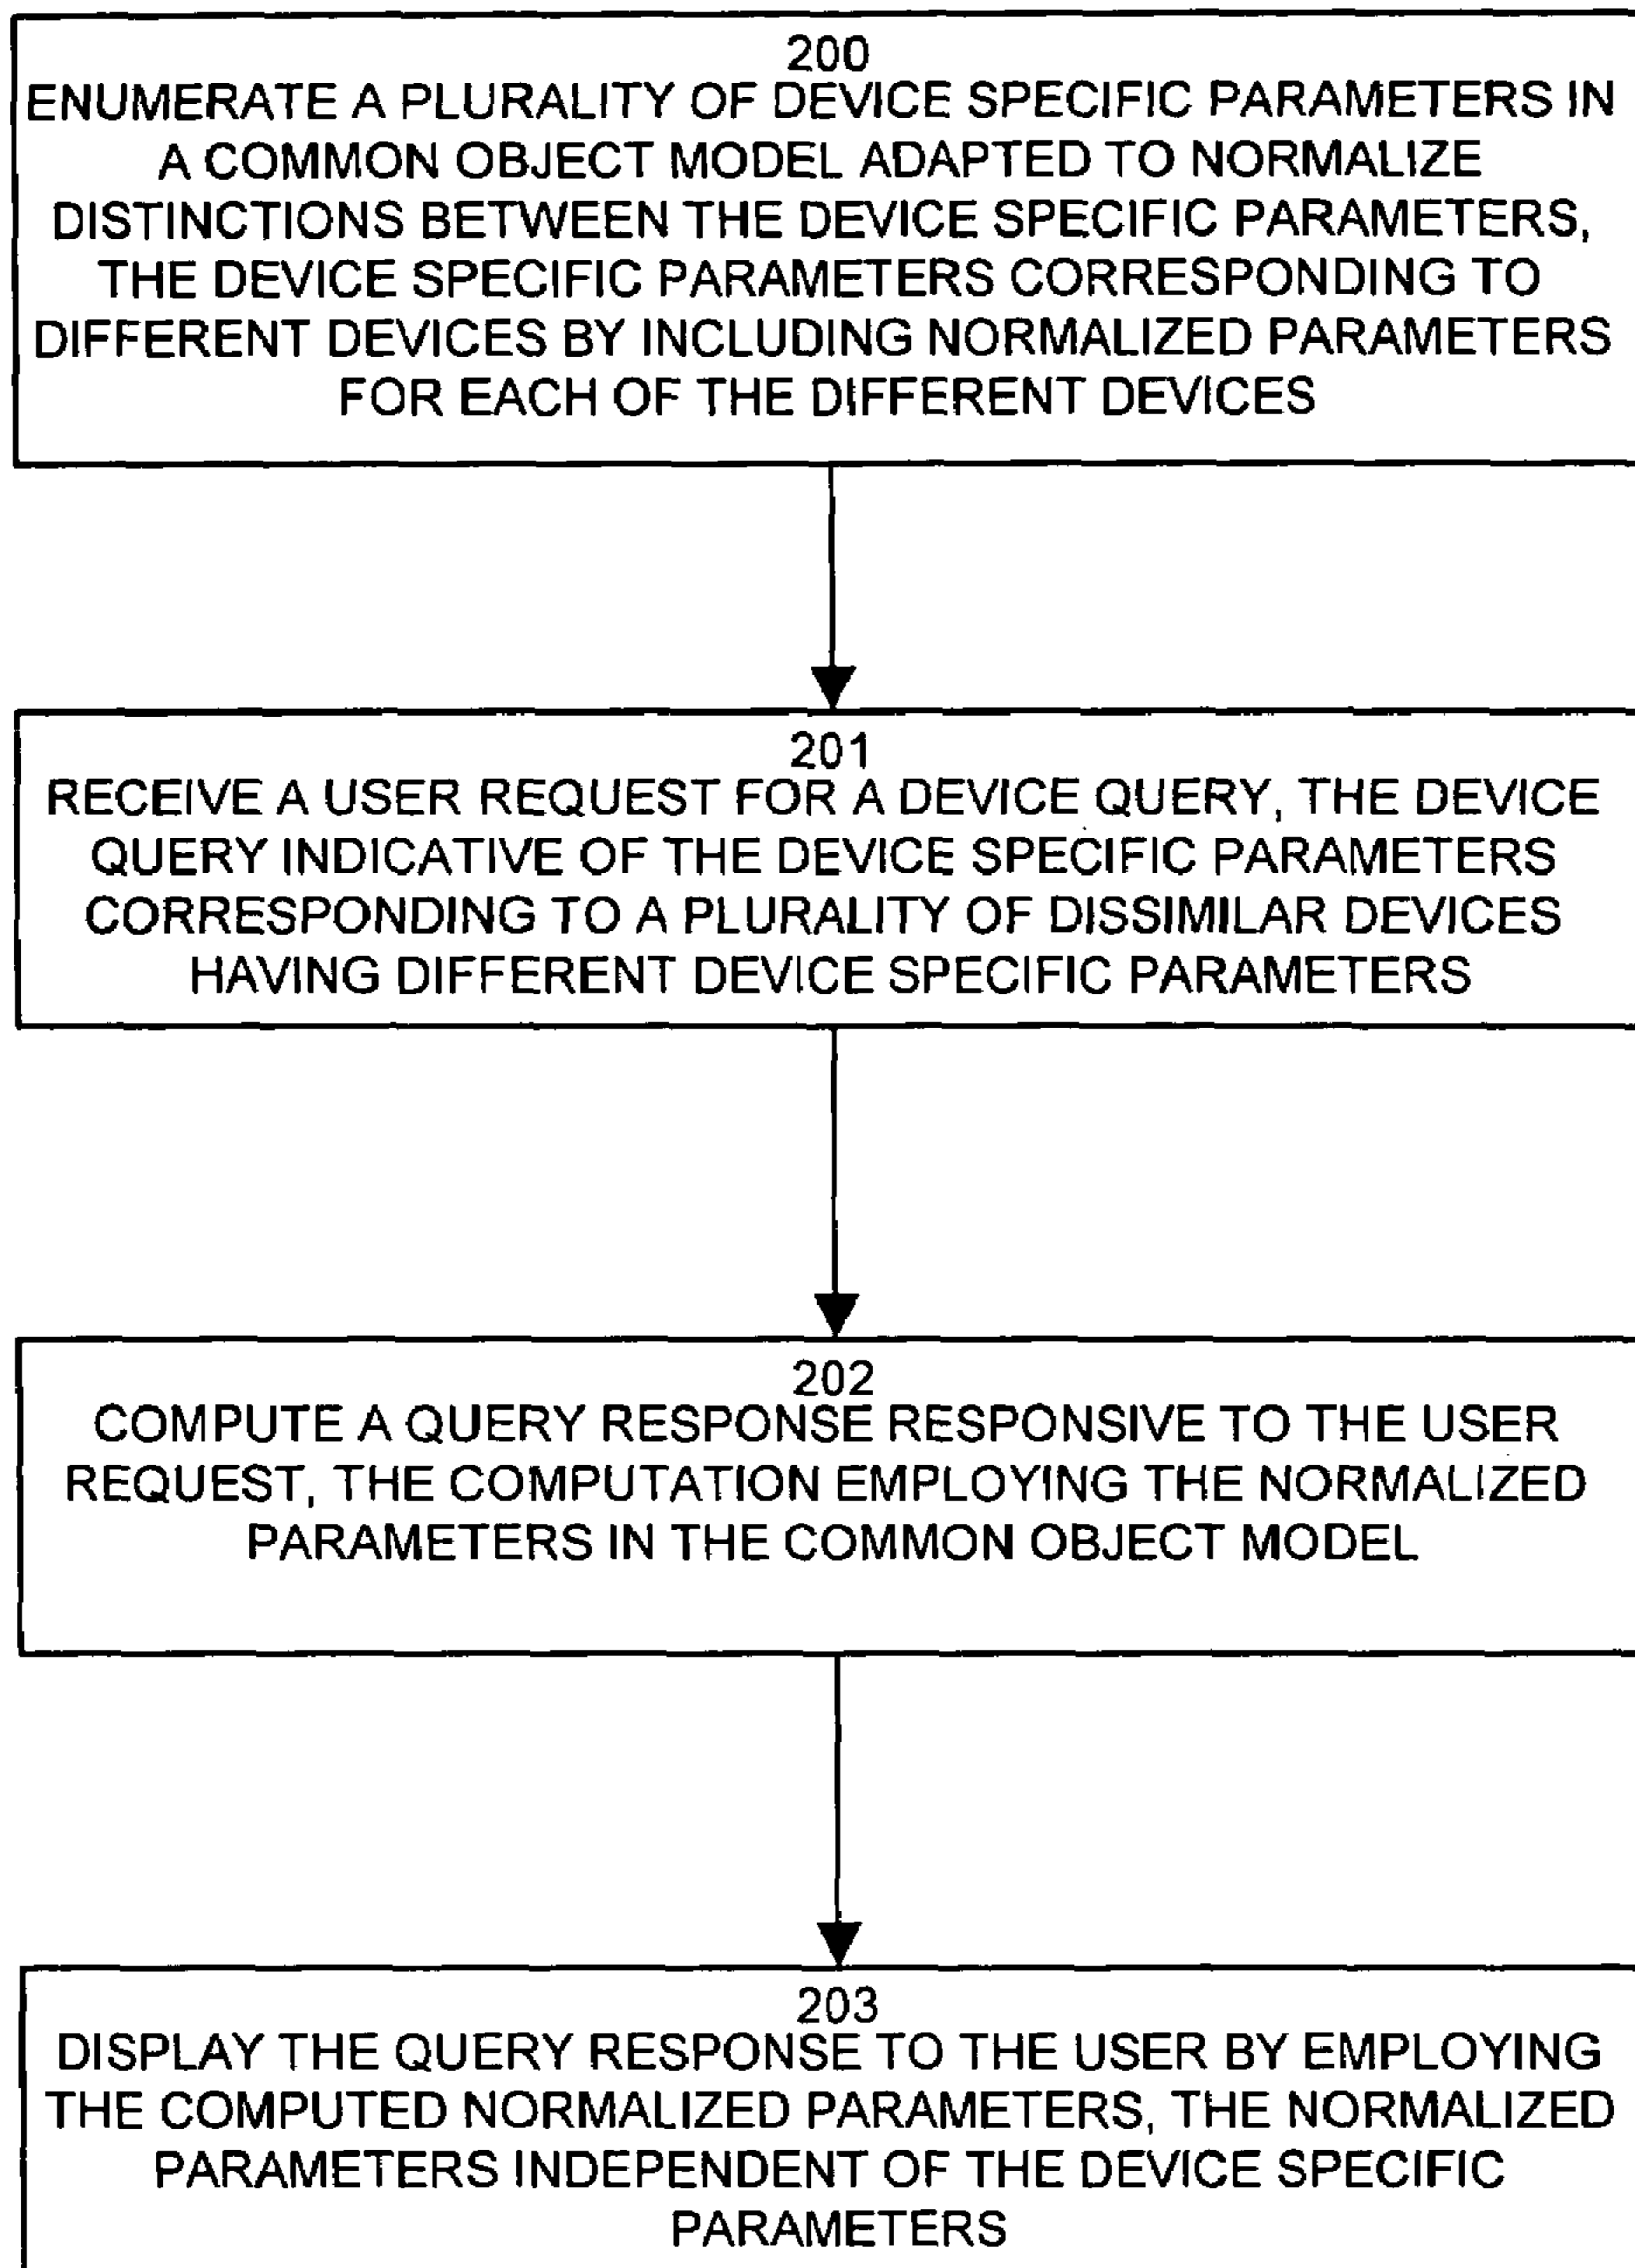 200
ENUMERATE A PLURALITY OF DEVICE SPECIFIC PARAMETERS IN
A COMMON OBJECT MODEL ADAPTED TO NORMALIZE
DISTINCTIONS BETWEEN THE DEVICE SPECIFIC PARAMETERS,
THE DEVICE SPECIFIC PARAMETERS CORRESPONDING TO
DIFFERENT DEVICES BY INCLUDING NORMALIZED PARAMETERS
FOR EACH OF THE DIFFERENT DEVICES
201
RECEIVE A USER REQUEST FOR A DEVICE QUERY, THE DEVICE
QUERY INDICATIVE OF THE DEVICE SPECIFIC PARAMETERS
CORRESPONDING TO A PLURALITY OF DISSIMILAR DEVICES
HAVING DIFFERENT DEVICE SPECIFIC PARAMETERS
202
COMPUTE A QUERY RESPONSE RESPONSIVE TO THE USER
REQUEST, THE COMPUTATION EMPLOYING THE NORMALIZED
PARAMETERS IN THE COMMON OBJECT MODEL
203
DISPLAY THE QUERY RESPONSE TO THE USER BY EMPLOYING
THE COMPUTED NORMALIZED PARAMETERS, THE NORMALIZED
PARAMETERS INDEPENDENT OF THE DEVICE SPECIFIC
PARAMETERS